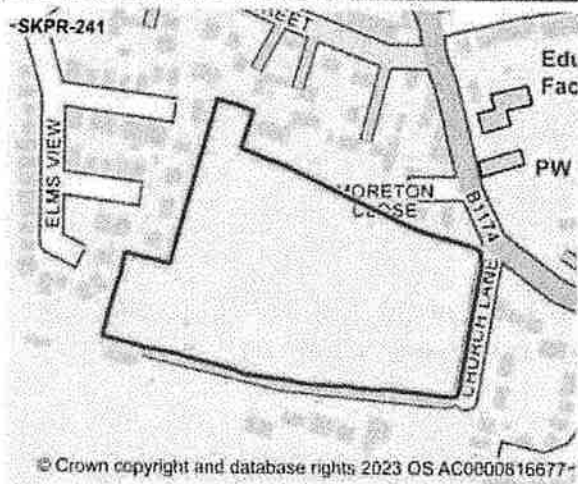 SKPR-241
REET
Edu
Fac
ELMS VIEW
MORETON
CLOSE
PW
B1174
CHURCH LANE
© Crown copyright and database rights 2023 OS AC0000816677